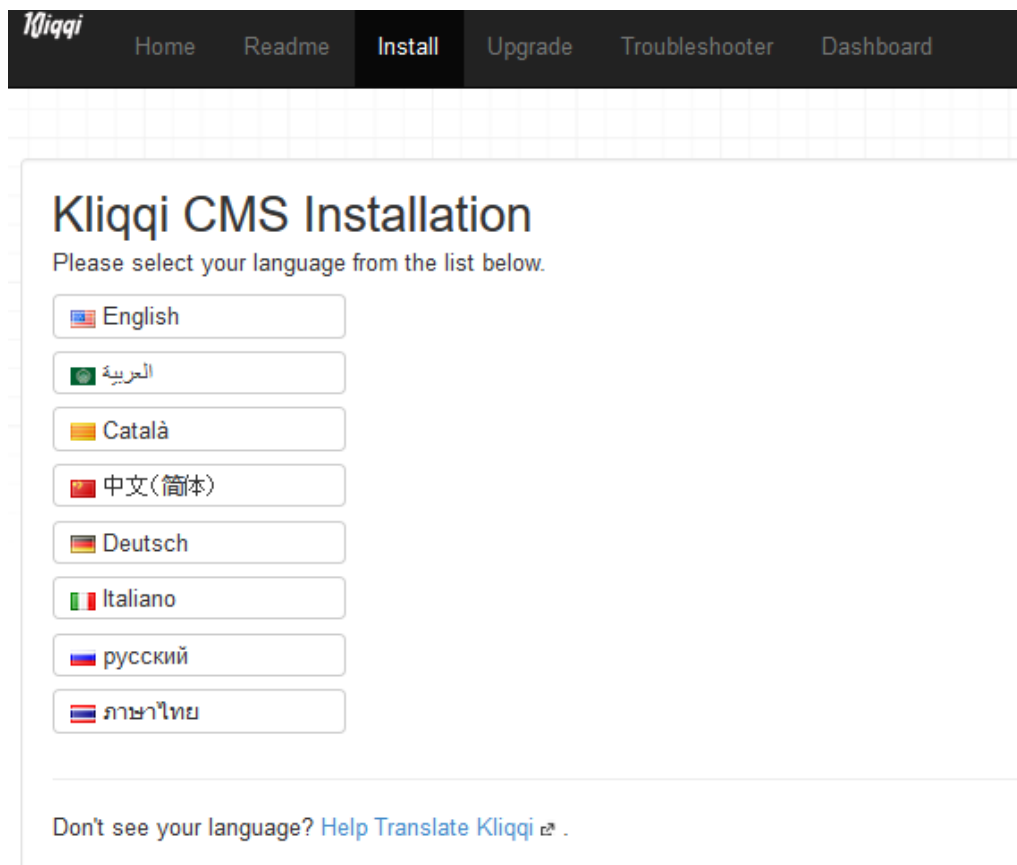 Kliqqi
Home Readme Install Upgrade Troubleshooter Dashboard
Kliqqi CMS Installation
Please select your language from the list below.
English
العربية
Català
中文(简体)
Deutsch
Italiano
русский
ภาษาไทย
Don't see your language? Help Translate Kliqqi .